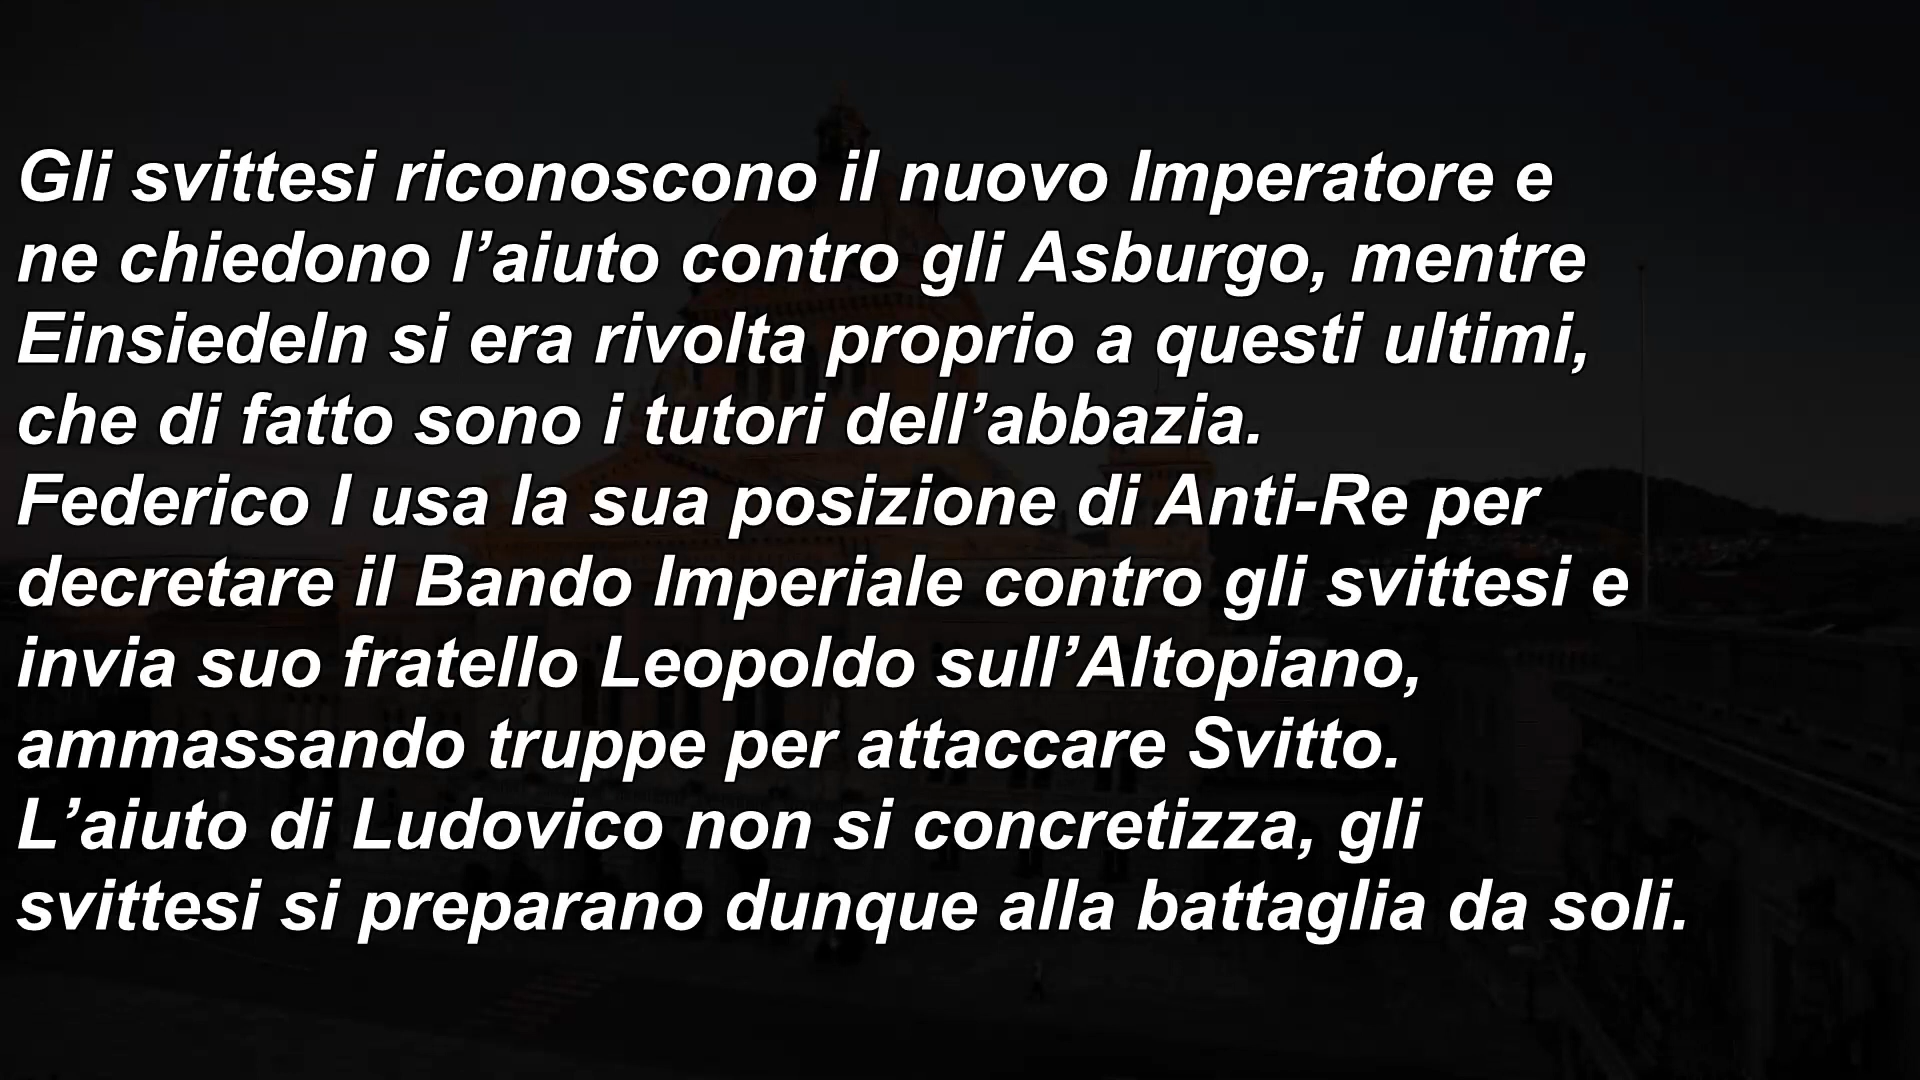 Gli svittesi riconoscono il nuovo Imperatore e
ne chiedono l’aiuto contro gli Asburgo, mentre
Einsiedeln si era rivolta proprio a questi ultimi,
che di fatto sono i tutori dell’abbazia.
Federico I usa la sua posizione di Anti-Re per
decretare il Bando Imperiale contro gli svittesi e
invia suo fratello Leopoldo sull’Altopiano,
ammassando truppe per attaccare Svitto.
L’aiuto di Ludovico non si concretizza, gli
svittesi si preparano dunque alla battaglia da soli.